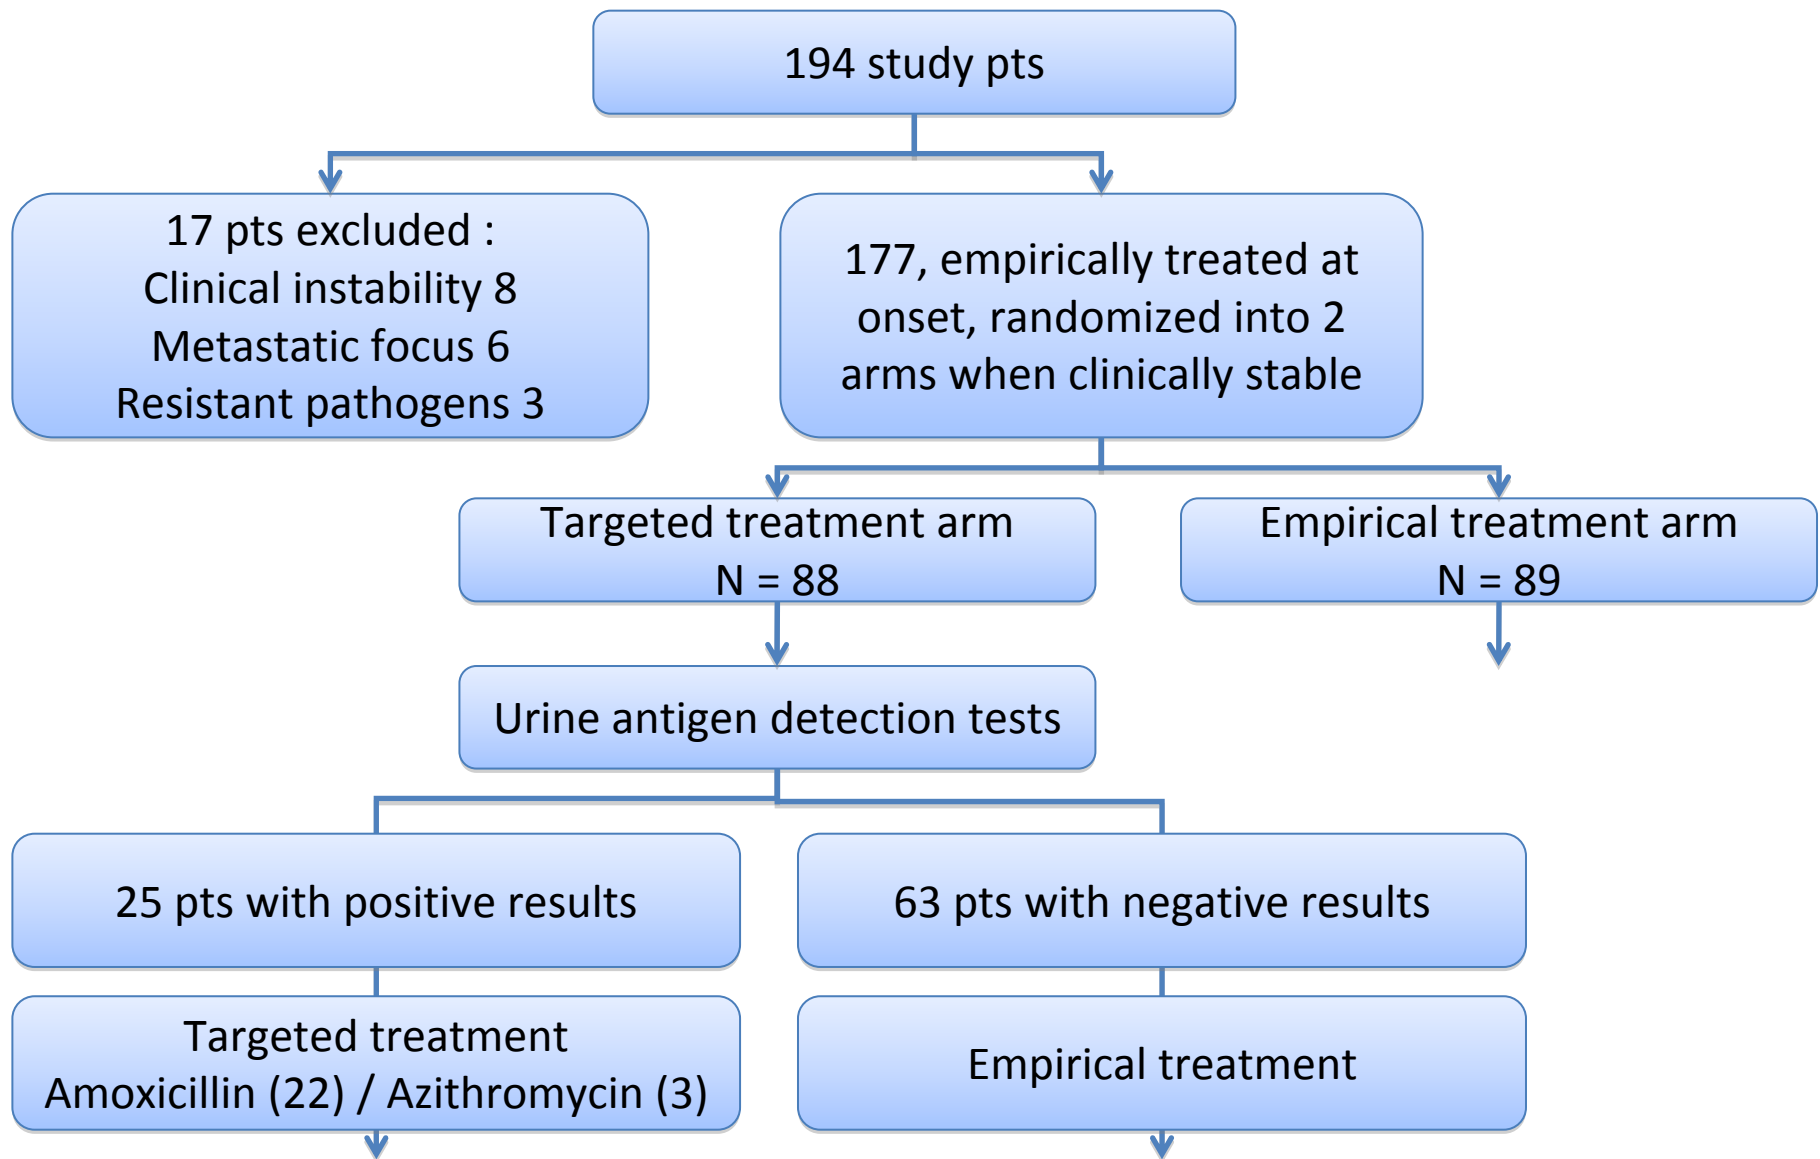 194 study pts
17 pts excluded :
Clinical instability 8
Metastatic focus 6
Resistant pathogens 3
177, empirically treated at
onset, randomized into 2
arms when clinically stable
Targeted treatment arm
N = 88
Empirical treatment arm
N = 89
Urine antigen detection tests
25 pts with positive results
63 pts with negative results
Targeted treatment
Amoxicillin (22) / Azithromycin (3)
Empirical treatment